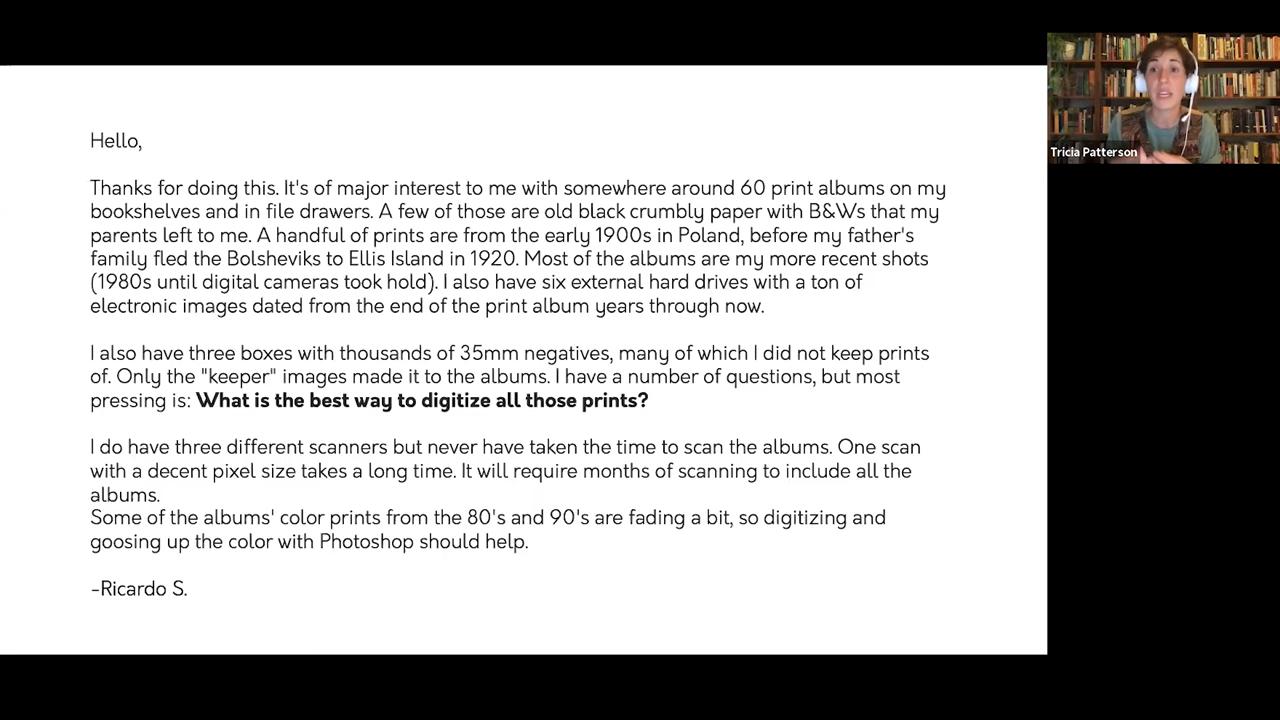 Hello,
Thanks for doing this. It's of major interest to me with somewhere around 60 print albums on my
bookshelves and in file drawers. A few of those are old black crumbly paper with B&Ws that my
parents left to me. A handful of prints are from the early 1900s in Poland, before my father's
family fled the Bolsheviks to Ellis Island in 1920. Most of the albums are my more recent shots
(1980s until digital cameras took hold). I also have six external hard drives with a ton of
electronic images dated from the end of the print album years through now.
I also have three boxes with thousands of 35mm negatives, many of which I did not keep prints
of. Only the "keeper" images made it to the albums. I have a number of questions, but most
pressing is: What is the best way to digitize all those prints?
I do have three different scanners but never have taken the time to scan the albums. One scan
with a decent pixel size takes a long time. It will require months of scanning to include all the
albums.
Some of the albums' color prints from the 80's and 90's are fading a bit, so digitizing and
goosing up the color with Photoshop should help.
-Ricardo S.
Tricia Patterson